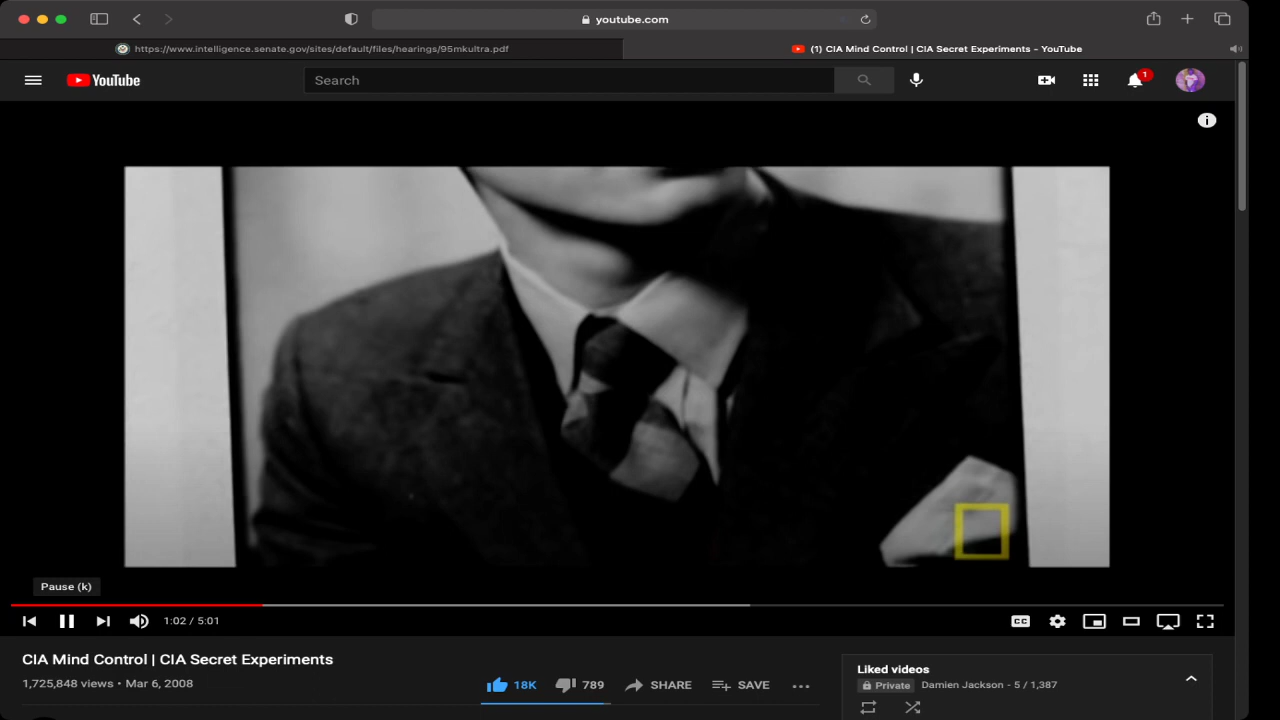 youtube.com
https://www.intelligence.senate.gov/sites/default/files/hearings/95mkultra.pdf
(1) CIA Mind Control | CIA Secret Experiments - YouTube
YouTube
Search
1
Pause (k)
1:02 / 5:01
CC
CIA Mind Control | CIA Secret Experiments
1,725,848 views • Mar 6, 2008
18K
789
SHARE
SAVE
Liked videos
Private
Damien Jackson - 5 / 1,387